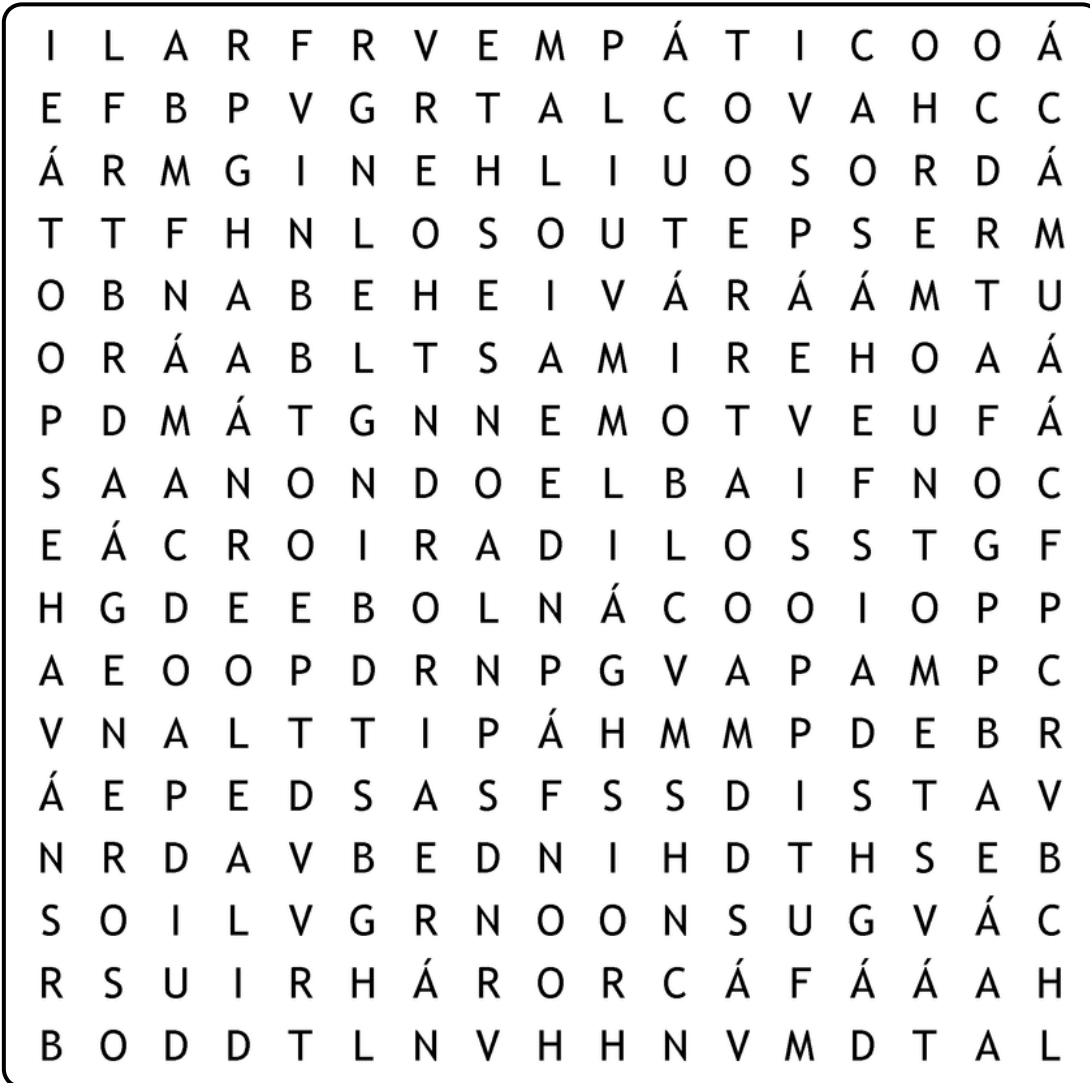 I L A R F R V E M P Á T I C O O Á
E F B P V G R T A L C O V A H C C
Á R M G I N E H L I U O S O R D Á
T T F H N L O S O U T E P S E R M
O B N A B E H E I V Á R Á Á M T U
O R Á A B L T S A M I R E H O A Á
P D M Á T G N N E M O T V E U F Á
S A A N O N D O E L B A I F N O C
E Á C R O I R A D I L O S S T G F
H G D E E B O L N Á C O O I O P P
A E O O P D R N P G V A P A M P C
V N A L T T I P Á H M M P D E B R
Á E P E D S A S F S S D I S T A V
N R D A V B E D N I H D T H S E B
S O I L V G R N O O N S U G V Á C
R S U I R H Á R O R C Á F Á Á A H
B O D D T L N V H H N V M D T A L